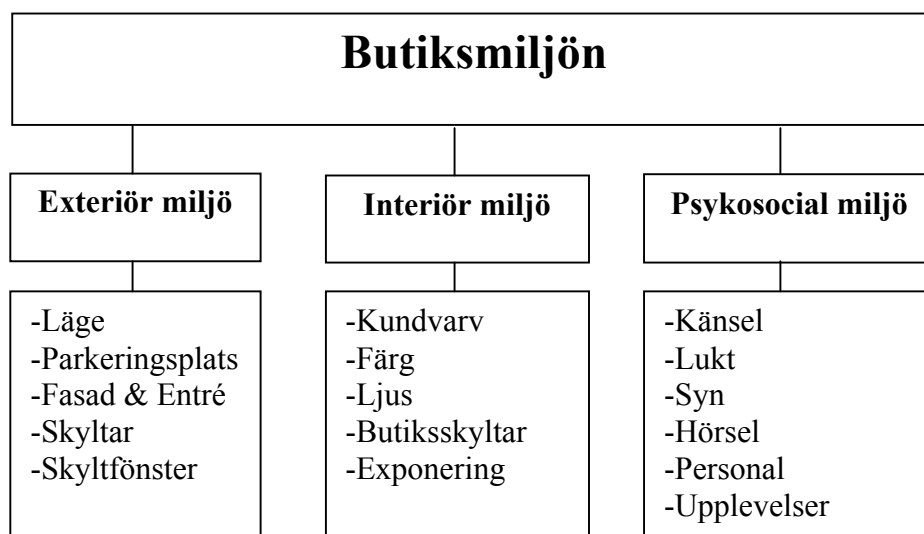 Butiksmiljön
Exteriör miljö
-Läge
-Parkeringsplats
-Fasad & Entré
-Skyltar
-Skyltfönster
Interiör miljö
-Kundvarv
-Färg
-Ljus
-Butiksskyltar
-Exponering
Psykosocial miljö
-Känsel
-Lukt
-Syn
-Hörsel
-Personal
-Upplevelser